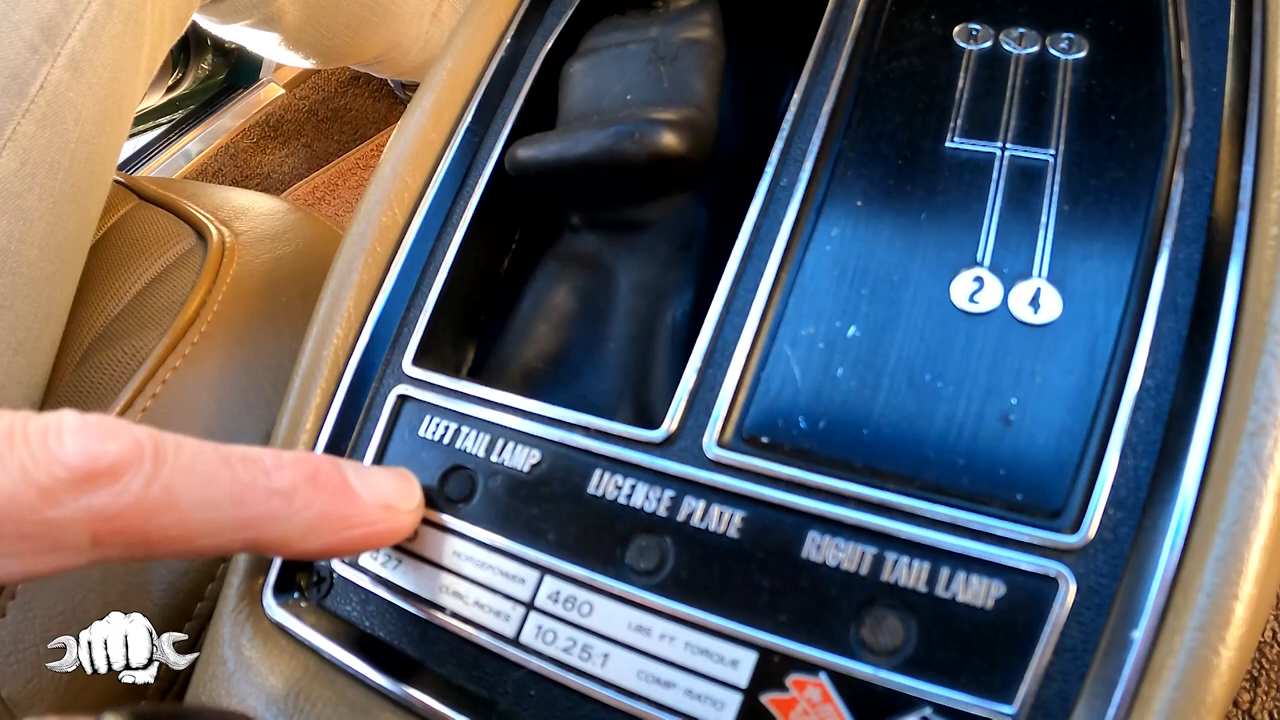 R 1 3
2 4
LEFT TAIL LAMP
LICENSE PLATE
RIGHT TAIL LAMP
HORSEPOWER
460 LBS. FT. TORQUE
427 CUBIC INCHES
10.25:1 COMP. RATIO